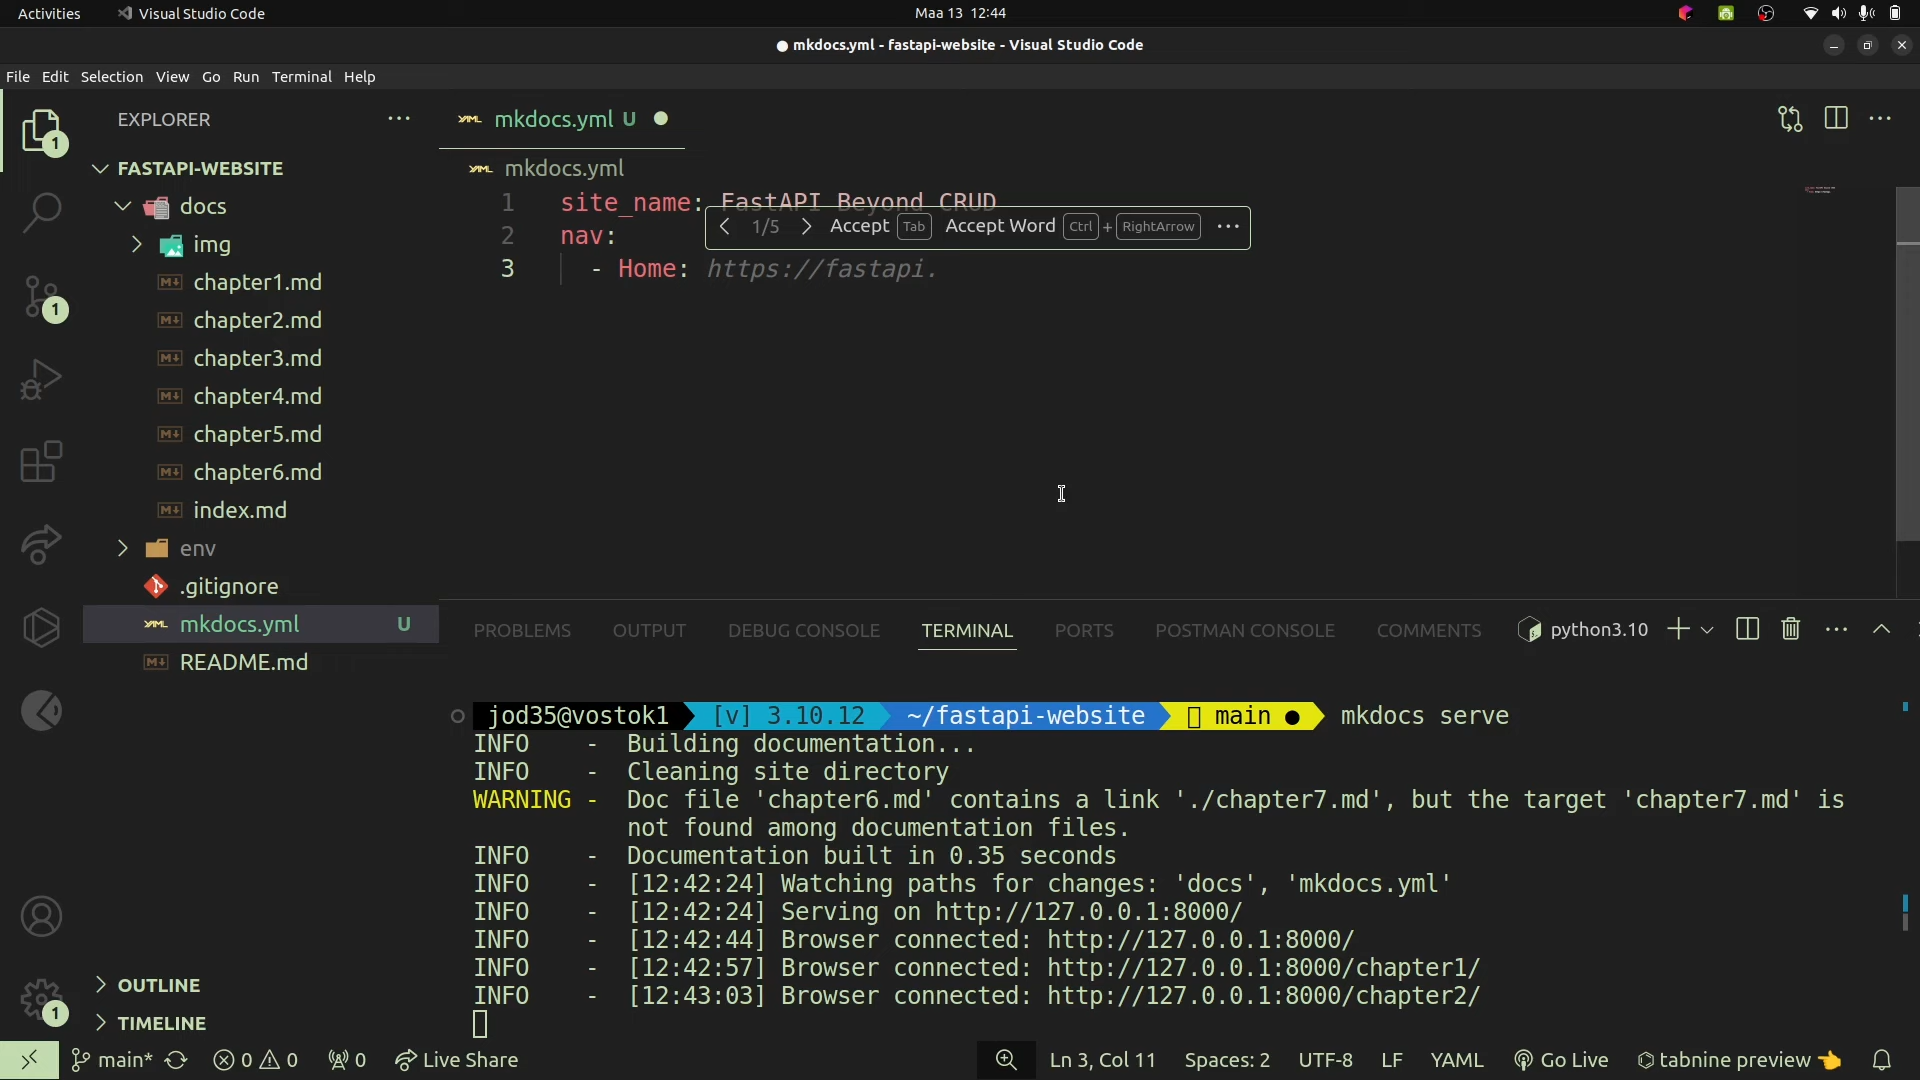 Activities
Visual Studio Code
Maa 13 12:44
● mkdocs.yml - fastapi-website - Visual Studio Code
File Edit Selection View Go Run Terminal Help
EXPLORER
1
FASTAPI-WEBSITE
docs
img
chapter1.md
chapter2.md
chapter3.md
chapter4.md
chapter5.md
chapter6.md
index.md
env
.gitignore
mkdocs.yml U
README.md
1
OUTLINE
1
TIMELINE
mkdocs.yml U
mkdocs.yml
1 site_name: FastAPI Beyond CRUD
1/5 Accept Tab Accept Word Ctrl + RightArrow
2 nav:
3 - Home: https://fastapi.
PROBLEMS OUTPUT DEBUG CONSOLE TERMINAL PORTS POSTMAN CONSOLE COMMENTS python3.10
jod35@vostok1 [v] 3.10.12 ~/fastapi-website main ● mkdocs serve
INFO - Building documentation...
INFO - Cleaning site directory
WARNING - Doc file 'chapter6.md' contains a link './chapter7.md', but the target 'chapter7.md' is
not found among documentation files.
INFO - Documentation built in 0.35 seconds
INFO - [12:42:24] Watching paths for changes: 'docs', 'mkdocs.yml'
INFO - [12:42:24] Serving on http://127.0.0.1:8000/
INFO - [12:42:44] Browser connected: http://127.0.0.1:8000/
INFO - [12:42:57] Browser connected: http://127.0.0.1:8000/chapter1/
INFO - [12:43:03] Browser connected: http://127.0.0.1:8000/chapter2/
main* 0 0 0 Live Share Ln 3, Col 11 Spaces: 2 UTF-8 LF YAML Go Live tabnine preview 👈